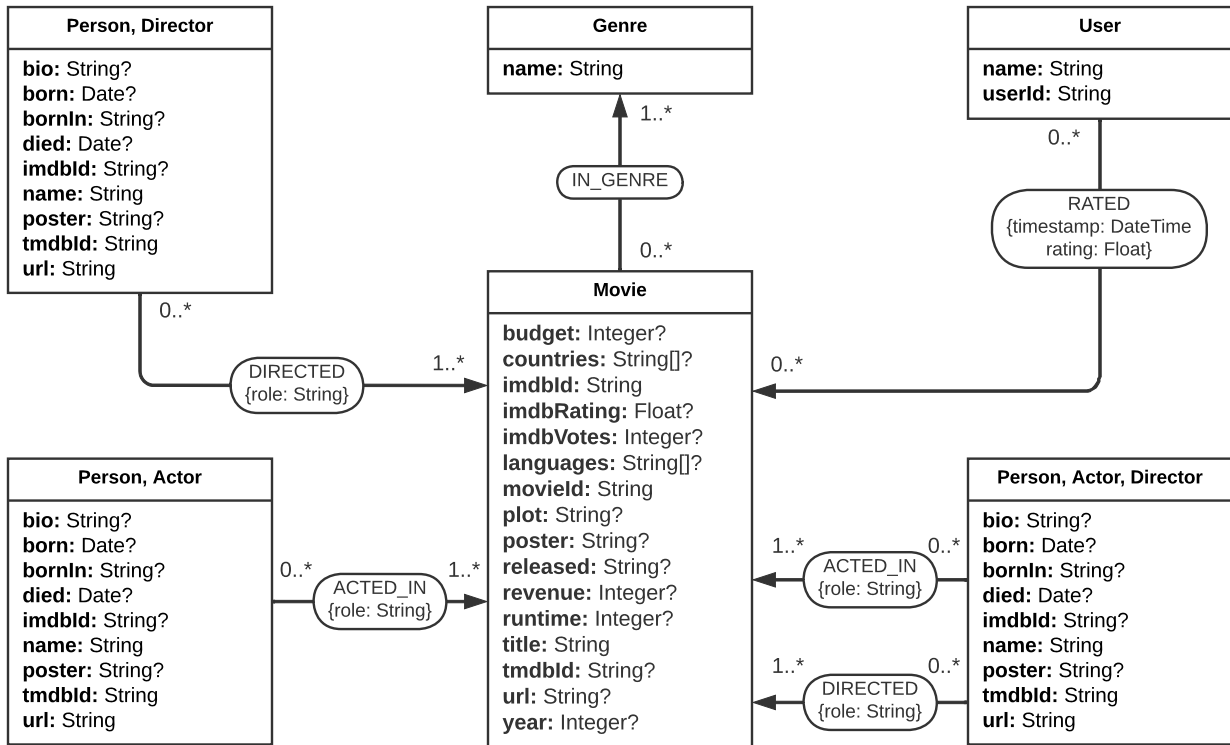 Person, Director
bio: String?
born: Date?
bornIn: String?
died: Date?
imdbId: String?
name: String
poster: String?
tmdbId: String
url: String
Genre
name: String
User
name: String
userId: String
1..*
IN_GENRE
0..*
0..*
RATED
{timestamp: DateTime
rating: Float}
0..*
0..*
DIRECTED
{role: String}
1..*
Movie
budget: Integer?
countries: String[]?
imdbId: String
imdbRating: Float?
imdbVotes: Integer?
languages: String[]?
movieId: String
plot: String?
poster: String?
released: String?
revenue: Integer?
runtime: Integer?
title: String
tmdbId: String?
url: String?
year: Integer?
Person, Actor
bio: String?
born: Date?
bornIn: String?
died: Date?
imdbId: String?
name: String
poster: String?
tmdbId: String
url: String
0..*
ACTED_IN
{role: String}
1..*
Person, Actor, Director
bio: String?
born: Date?
bornIn: String?
died: Date?
imdbId: String?
name: String
poster: String?
tmdbId: String
url: String
1..*
ACTED_IN
{role: String}
0..*
1..*
DIRECTED
{role: String}
0..*